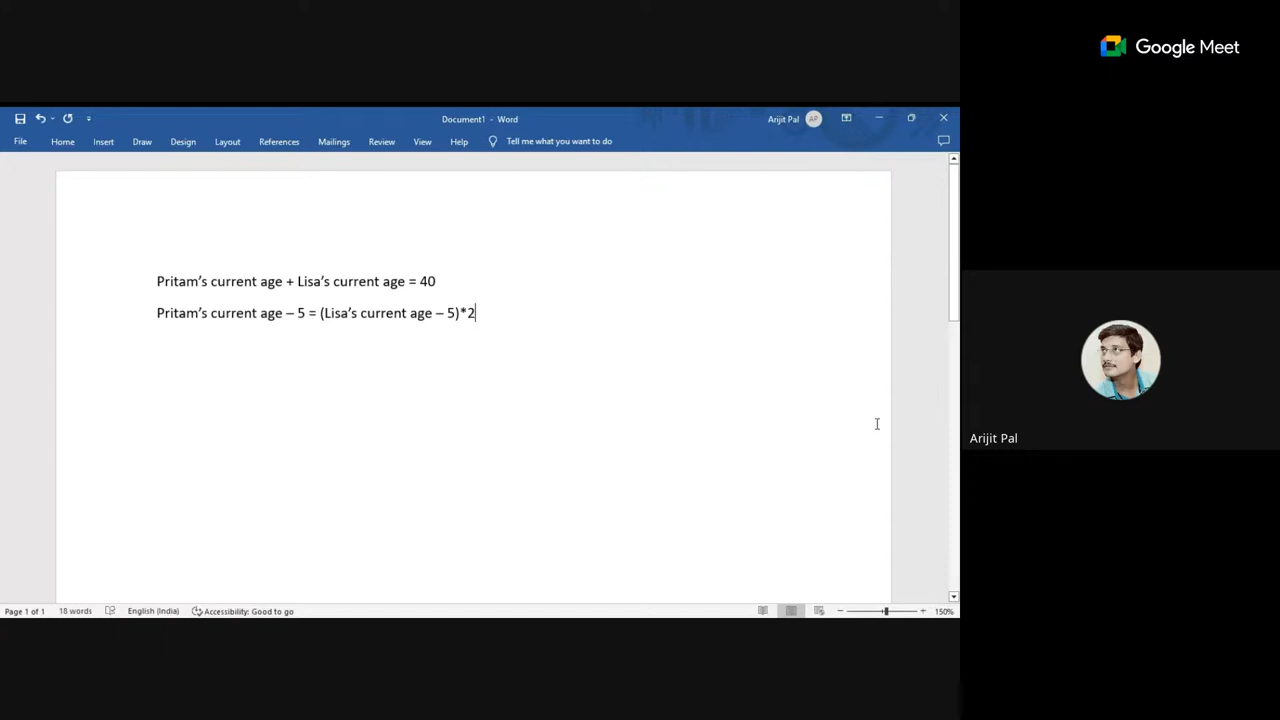 Google Meet
Document1 - Word
Arijit Pal
AP
File Home Insert Draw Design Layout References Mailings Review View Help Tell me what you want to do
Pritam’s current age + Lisa’s current age = 40
Pritam’s current age – 5 = (Lisa’s current age – 5)*2
Arijit Pal
Page 1 of 1 18 words English (India) Accessibility: Good to go 150%